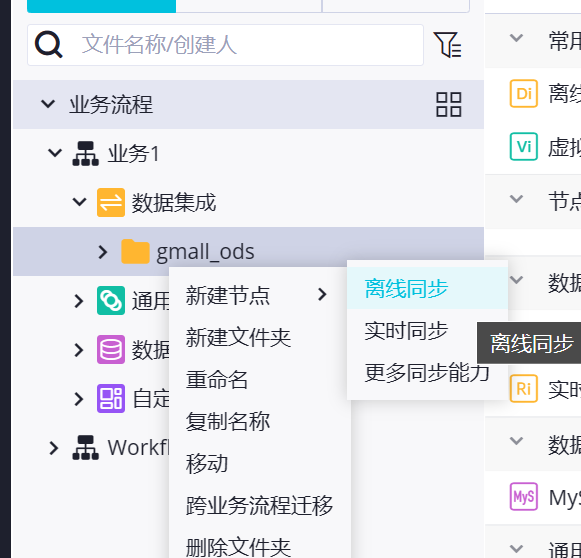 文件名称/创建人
业务流程
业务1
数据集成
gmall_ods
通用
数据
自定
Workfl
新建节点
新建文件夹
重命名
复制名称
移动
跨业务流程迁移
删除文件夹
离线同步
实时同步
更多同步能力
离线同步
常用
Di 离线
Vi 虚拟
节点
数据
Ri 实时
数据
MyS MyS
通用